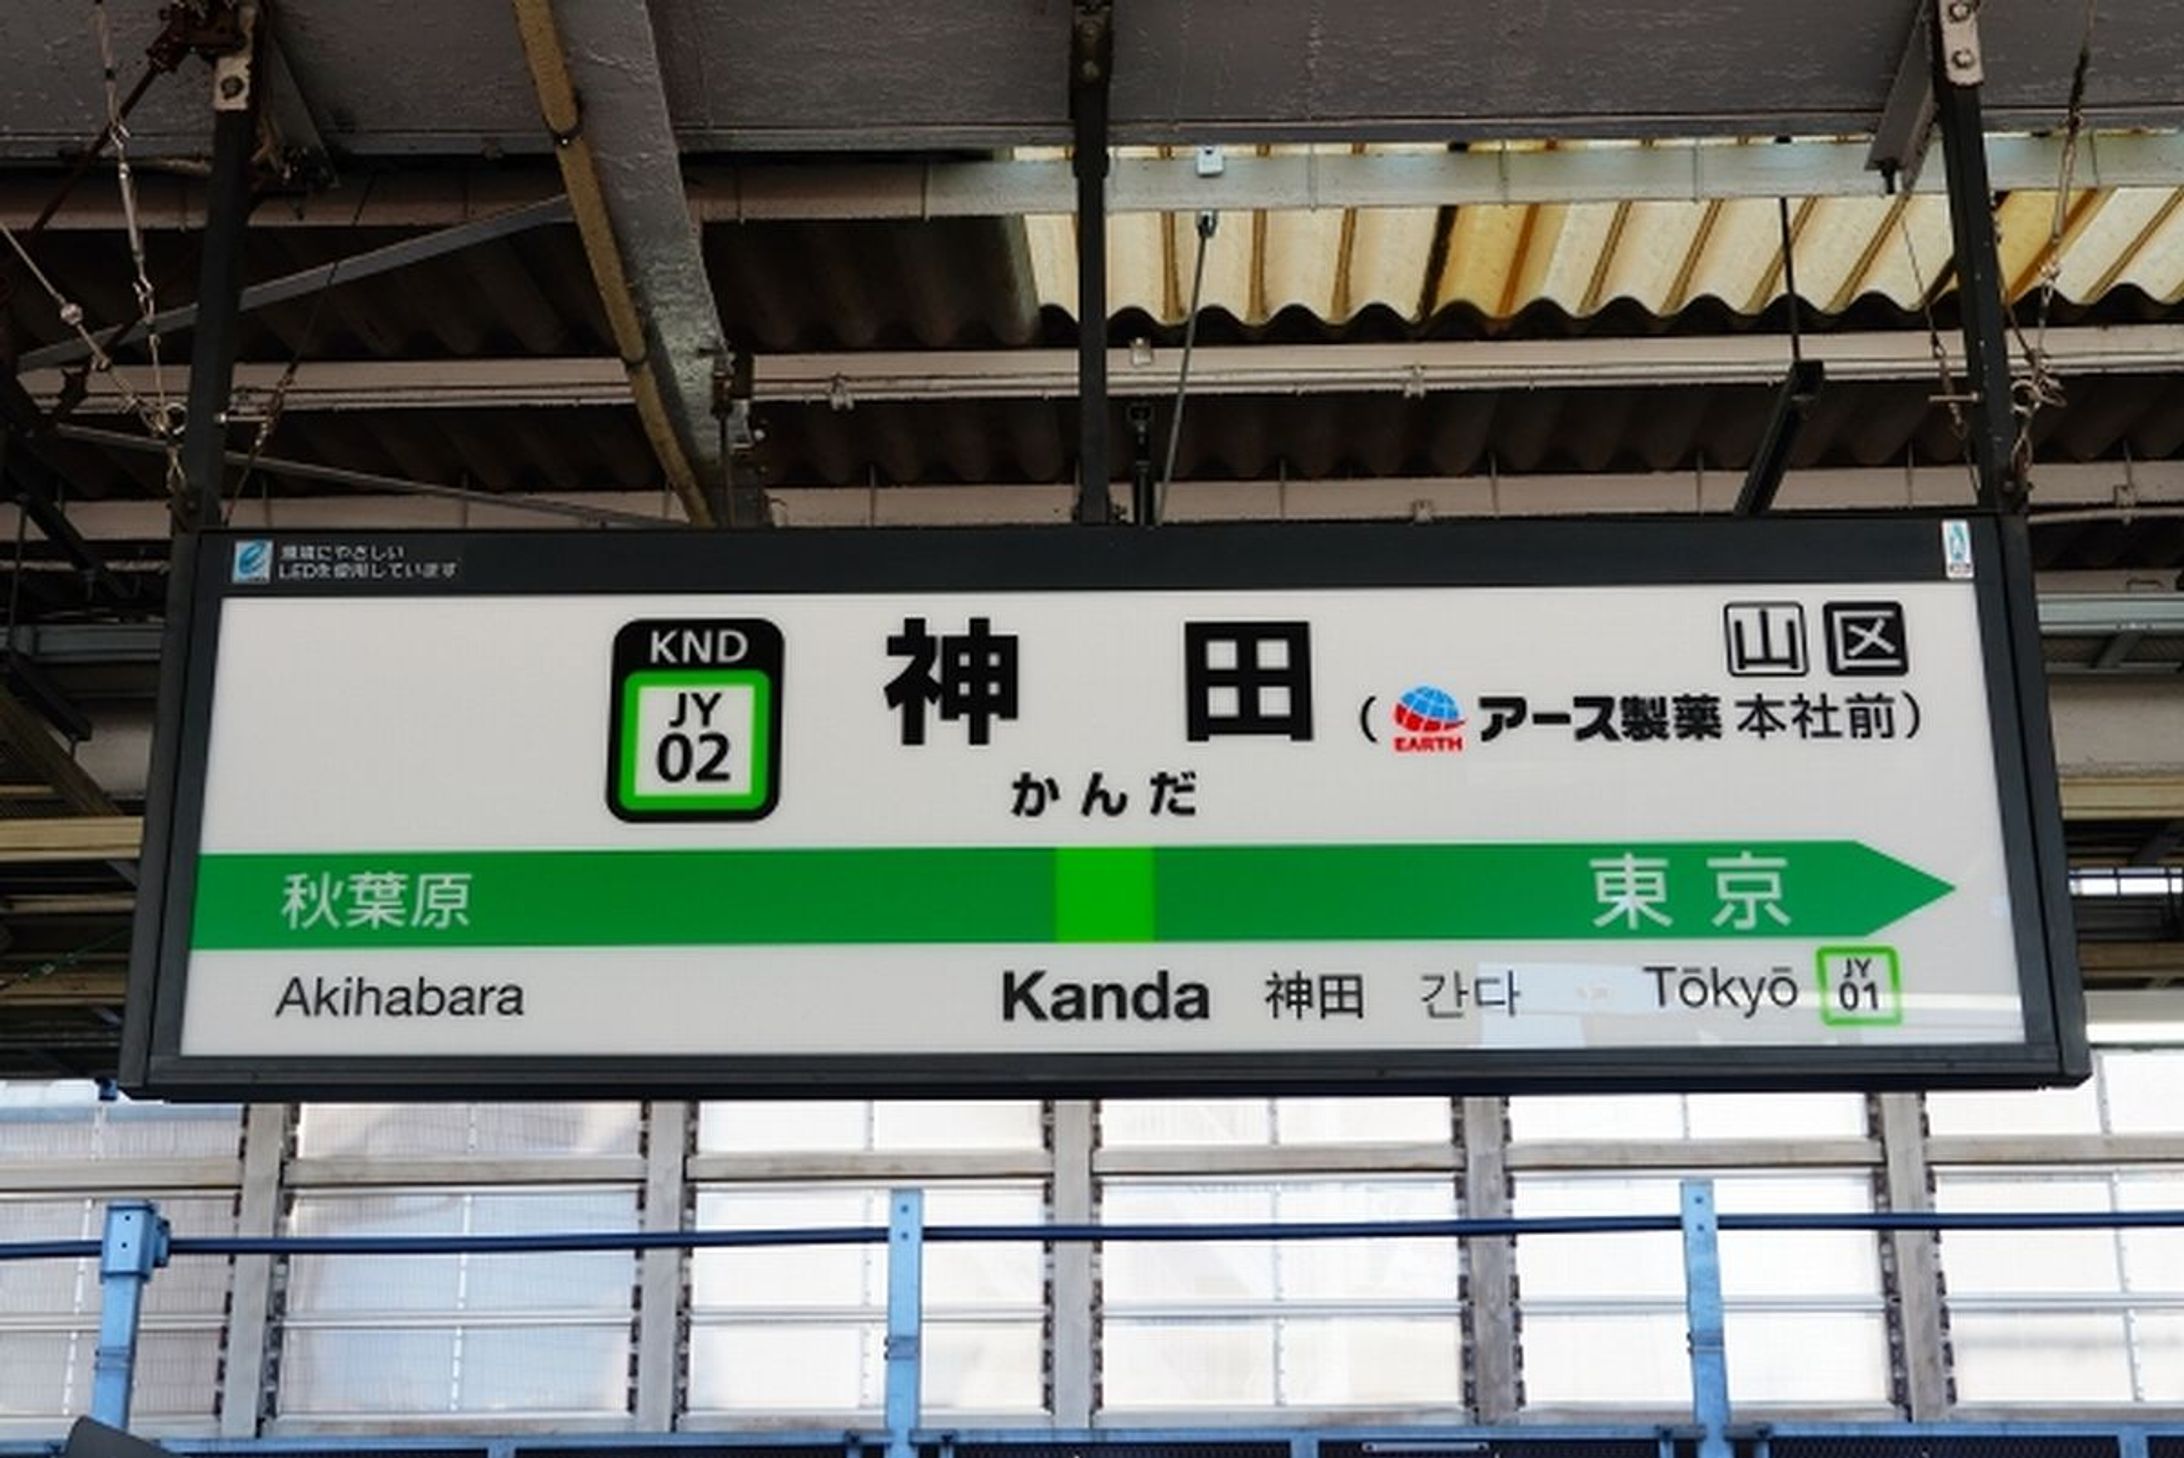 環境にやさしい
LEDを使用しています
KND
JY
02
神田
山 区
(EARTH アース製薬 本社前)
かんだ
秋葉原 東京
Akihabara Kanda 神田 간다 Tōkyō JY 01